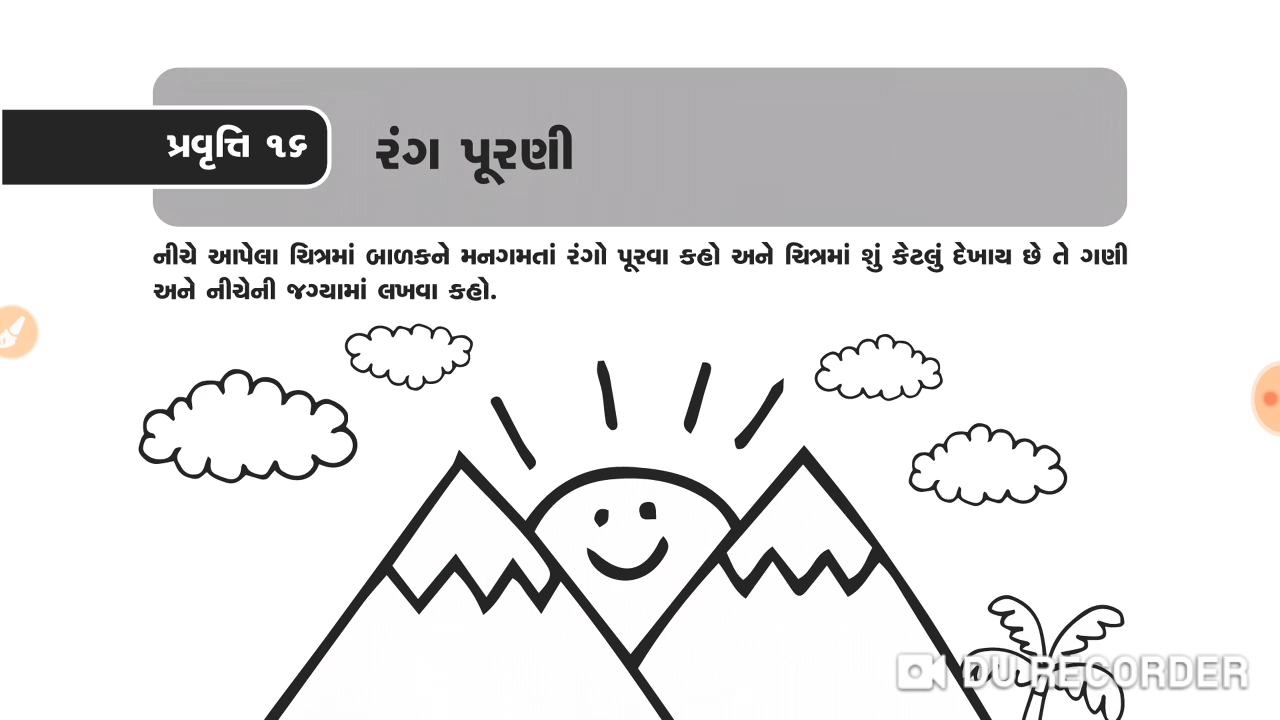 પ્રવૃત્તિ ૧૬
રંગ પૂરણી
નીચે આપેલા ચિત્રમાં બાળકને મનગમતાં રંગો પૂરવા કહો અને ચિત્રમાં શું કેટલું દેખાય છે તે ગણી
અને નીચેની જગ્યામાં લખવા કહો.
DU RECORDER